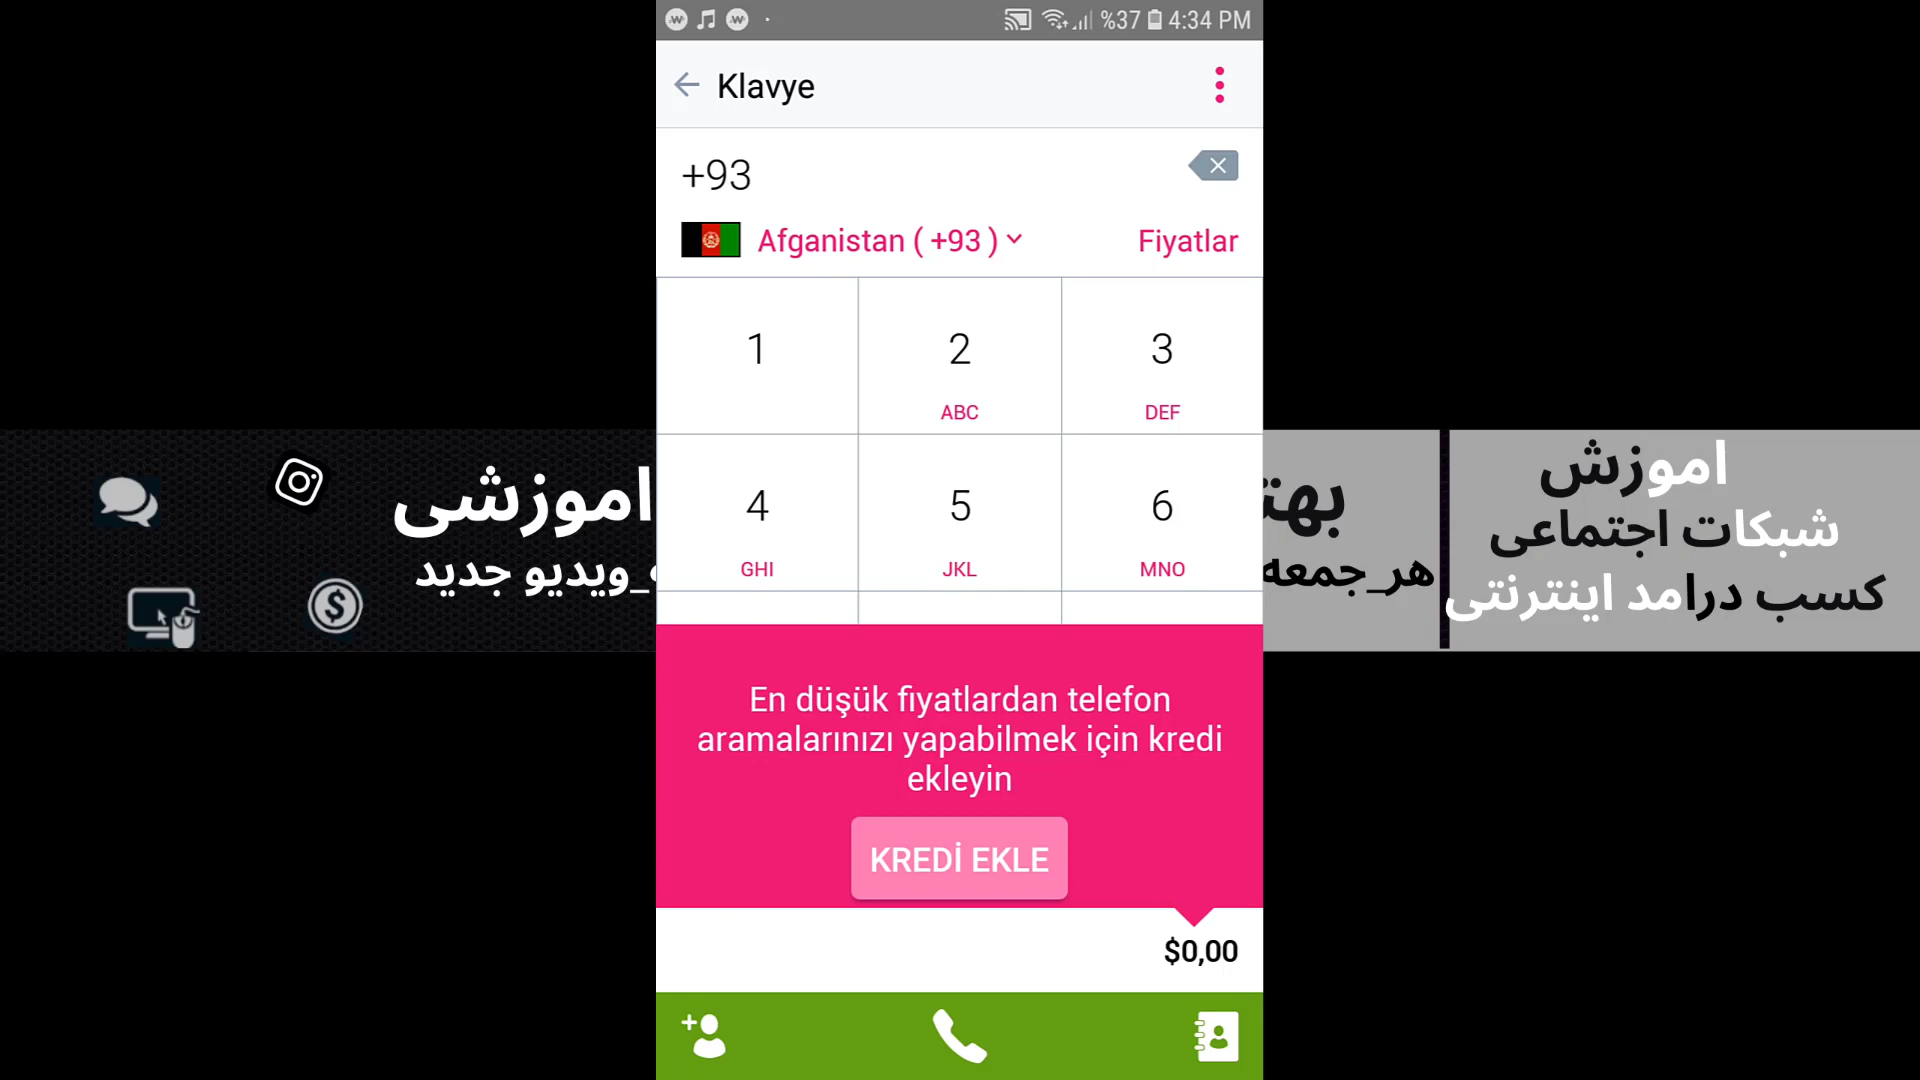 %37 4:34 PM
Klavye
+93
Afganistan ( +93 )
Fiyatlar
1
2
3
ABC
DEF
4
5
6
GHI
JKL
MNO
اموزشی
ویدیو جدید
هر_جمعه
اموزش
شبکات اجتماعی
کسب درامد اینترنتی
En düşük fiyatlardan telefon
aramalarınızı yapabilmek için kredi
ekleyin
KREDİ EKLE
$0,00